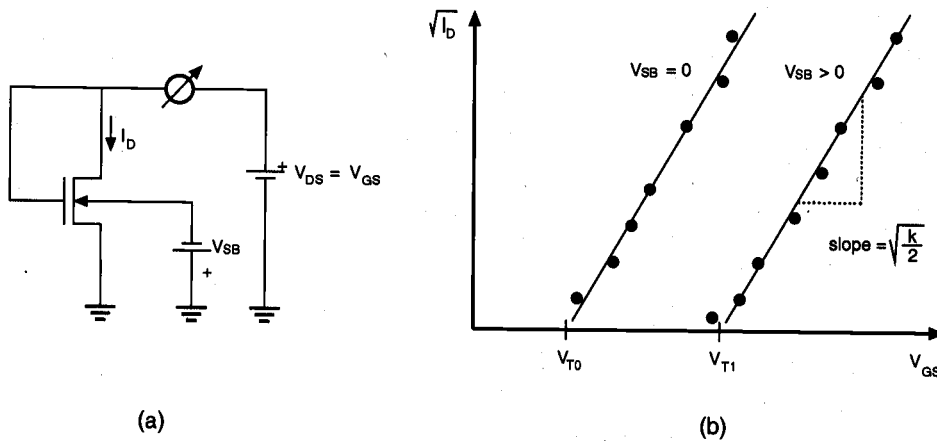 I_D
+ V_DS = V_GS
V_SB
+
(a)
√I_D
V_SB = 0
V_SB > 0
slope = √(k/2)
V_T0
V_T1
V_GS
(b)